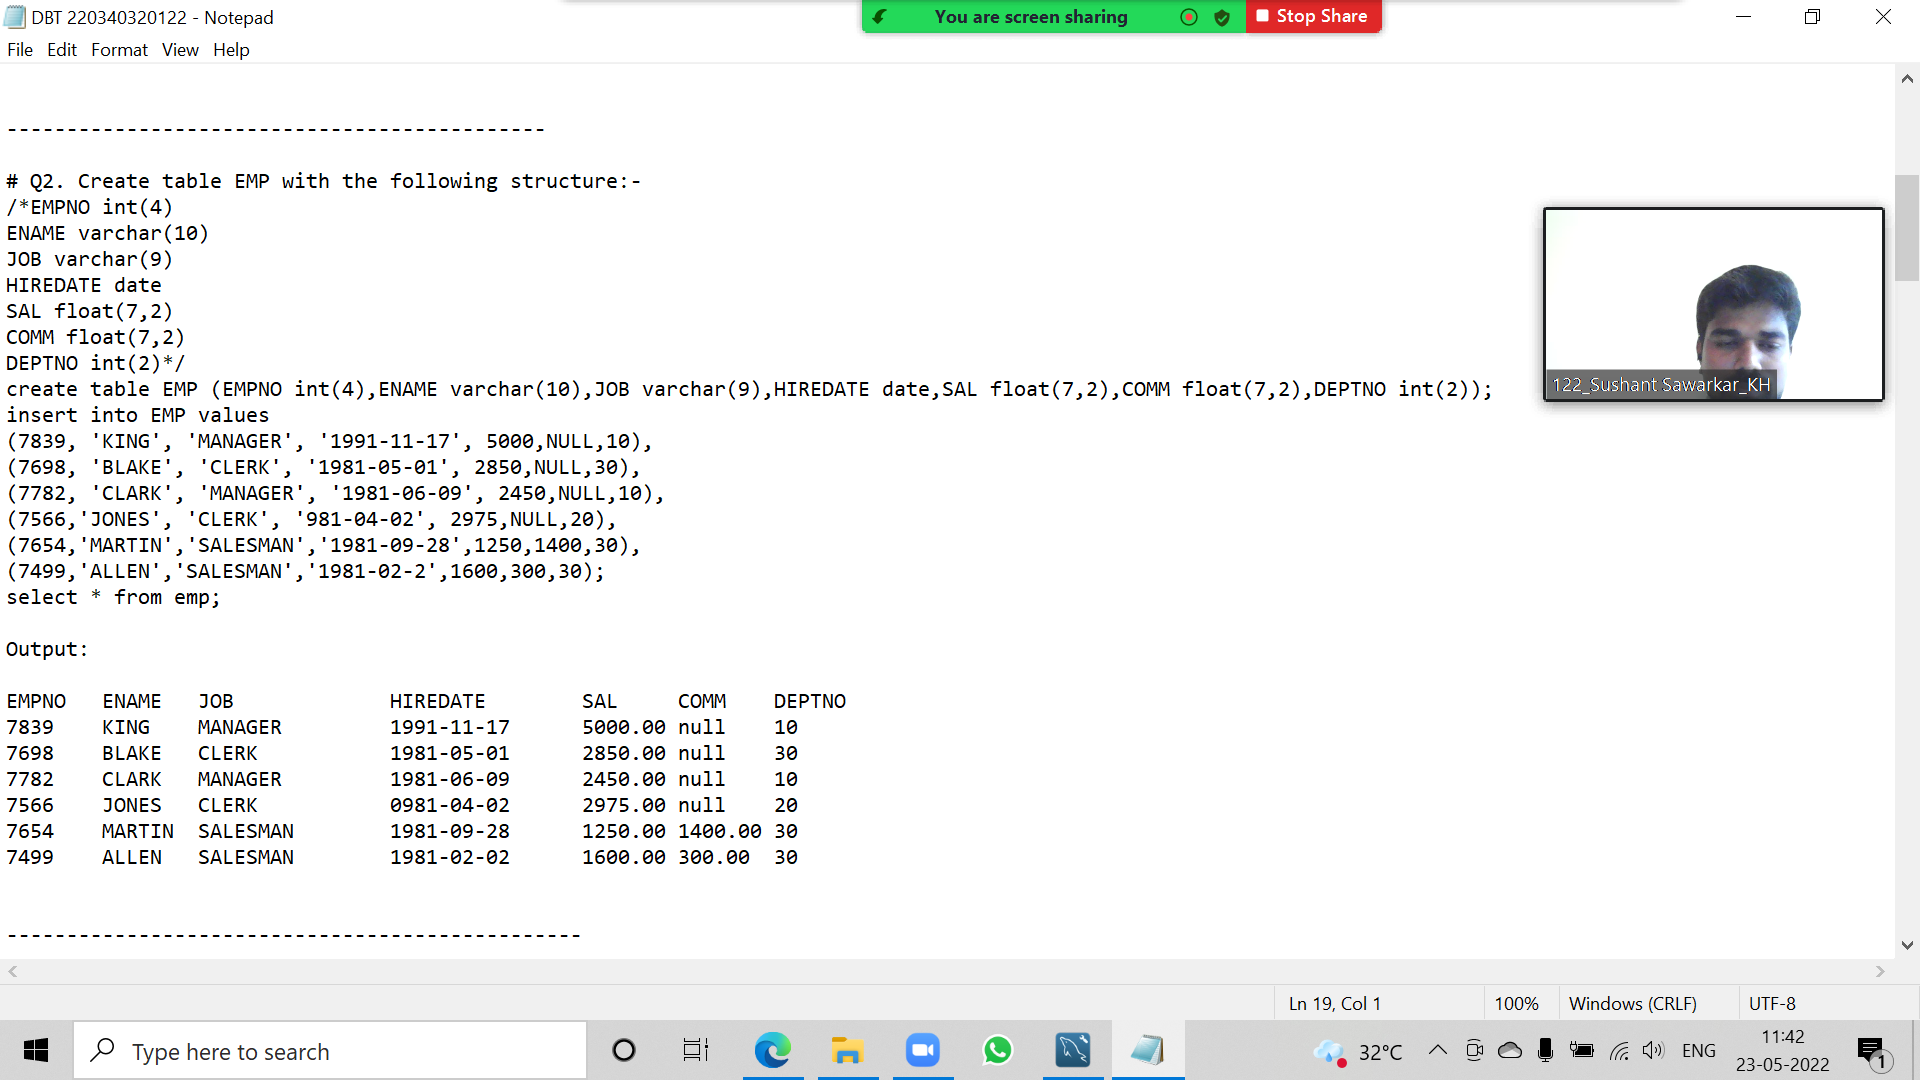 DBT 220340320122 - Notepad
You are screen sharing
Stop Share
File Edit Format View Help
---------------------------------------------
# Q2. Create table EMP with the following structure:-
/*EMPNO int(4)
ENAME varchar(10)
JOB varchar(9)
HIREDATE date
SAL float(7,2)
COMM float(7,2)
DEPTNO int(2)*/
create table EMP (EMPNO int(4),ENAME varchar(10),JOB varchar(9),HIREDATE date,SAL float(7,2),COMM float(7,2),DEPTNO int(2));
insert into EMP values
(7839, 'KING', 'MANAGER', '1991-11-17', 5000,NULL,10),
(7698, 'BLAKE', 'CLERK', '1981-05-01', 2850,NULL,30),
(7782, 'CLARK', 'MANAGER', '1981-06-09', 2450,NULL,10),
(7566,'JONES', 'CLERK', '981-04-02', 2975,NULL,20),
(7654,'MARTIN','SALESMAN','1981-09-28',1250,1400,30),
(7499,'ALLEN','SALESMAN','1981-02-2',1600,300,30);
select * from emp;
122_Sushant Sawarkar_KH
Output:
EMPNO ENAME JOB HIREDATE SAL COMM DEPTNO
7839 KING MANAGER 1991-11-17 5000.00 null 10
7698 BLAKE CLERK 1981-05-01 2850.00 null 30
7782 CLARK MANAGER 1981-06-09 2450.00 null 10
7566 JONES CLERK 0981-04-02 2975.00 null 20
7654 MARTIN SALESMAN 1981-09-28 1250.00 1400.00 30
7499 ALLEN SALESMAN 1981-02-02 1600.00 300.00 30
------------------------------------------------
Ln 19, Col 1 100% Windows (CRLF) UTF-8
Type here to search
32°C
ENG
11:42
23-05-2022
1